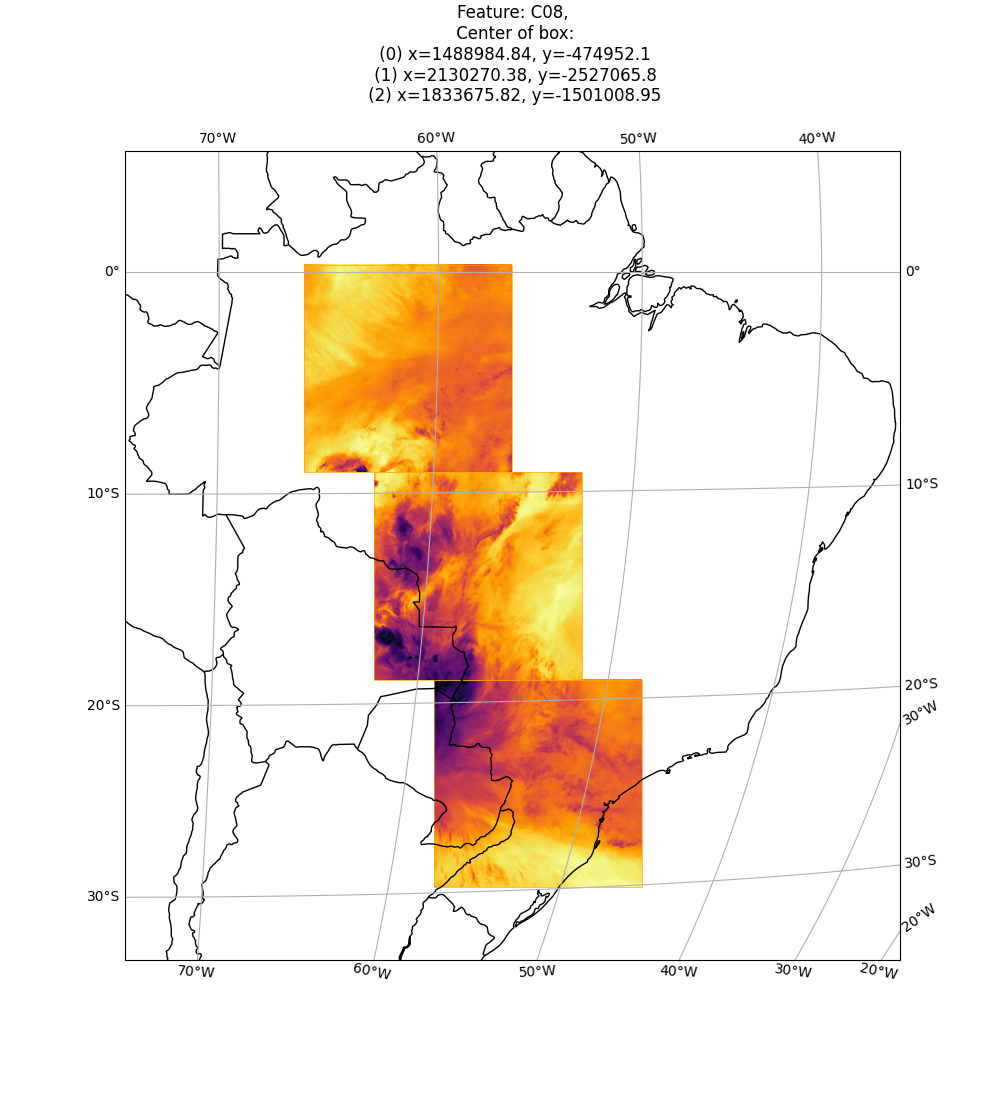 Feature: C08,
Center of box:
(0) x=1488984.84, y=-474952.1
(1) x=2130270.38, y=-2527065.8
(2) x=1833675.82, y=-1501008.95
70°W 60°W 50°W 40°W
0° 0°
10°S 10°S
20°S 20°S
30°W
30°S 30°S
20°W
70°W 60°W 50°W 40°W 30°W 20°W